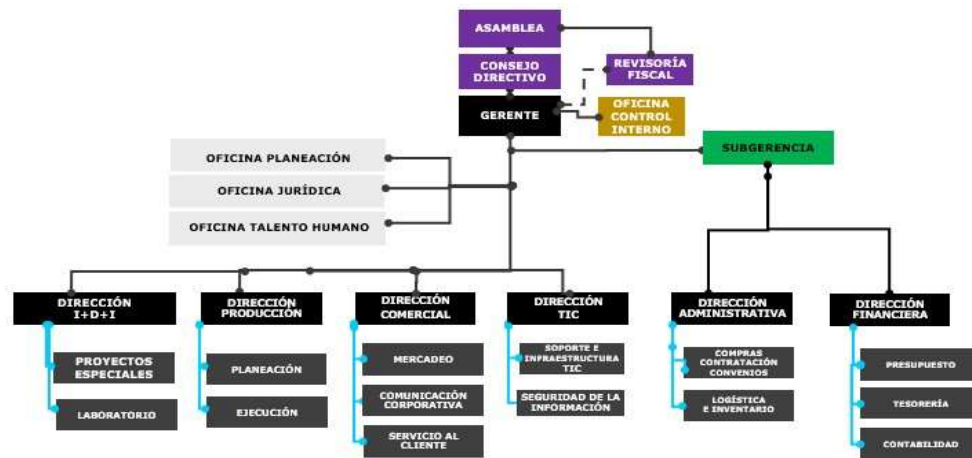 ASAMBLEA
CONSEJO
DIRECTIVO
REVISORÍA
FISCAL
GERENTE
OFICINA
CONTROL
INTERNO
SUBGERENCIA
OFICINA PLANEACIÓN
OFICINA JURÍDICA
OFICINA TALENTO HUMANO
DIRECCIÓN
I+D+I
PROYECTOS
ESPECIALES
LABORATORIO
DIRECCIÓN
PRODUCCIÓN
PLANEACIÓN
EJECUCIÓN
DIRECCIÓN
COMERCIAL
MERCADEO
COMUNICACIÓN
CORPORATIVA
SERVICIO AL
CLIENTE
DIRECCIÓN
TIC
SOPORTE E
INFRAESTRUCTURA
TIC
SEGURIDAD DE LA
INFORMACIÓN
DIRECCIÓN
ADMINISTRATIVA
COMPRAS
CONTRATACIÓN
CONVENIOS
LOGÍSTICA
E INVENTARIO
DIRECCIÓN
FINANCIERA
PRESUPUESTO
TESORERÍA
CONTABILIDAD